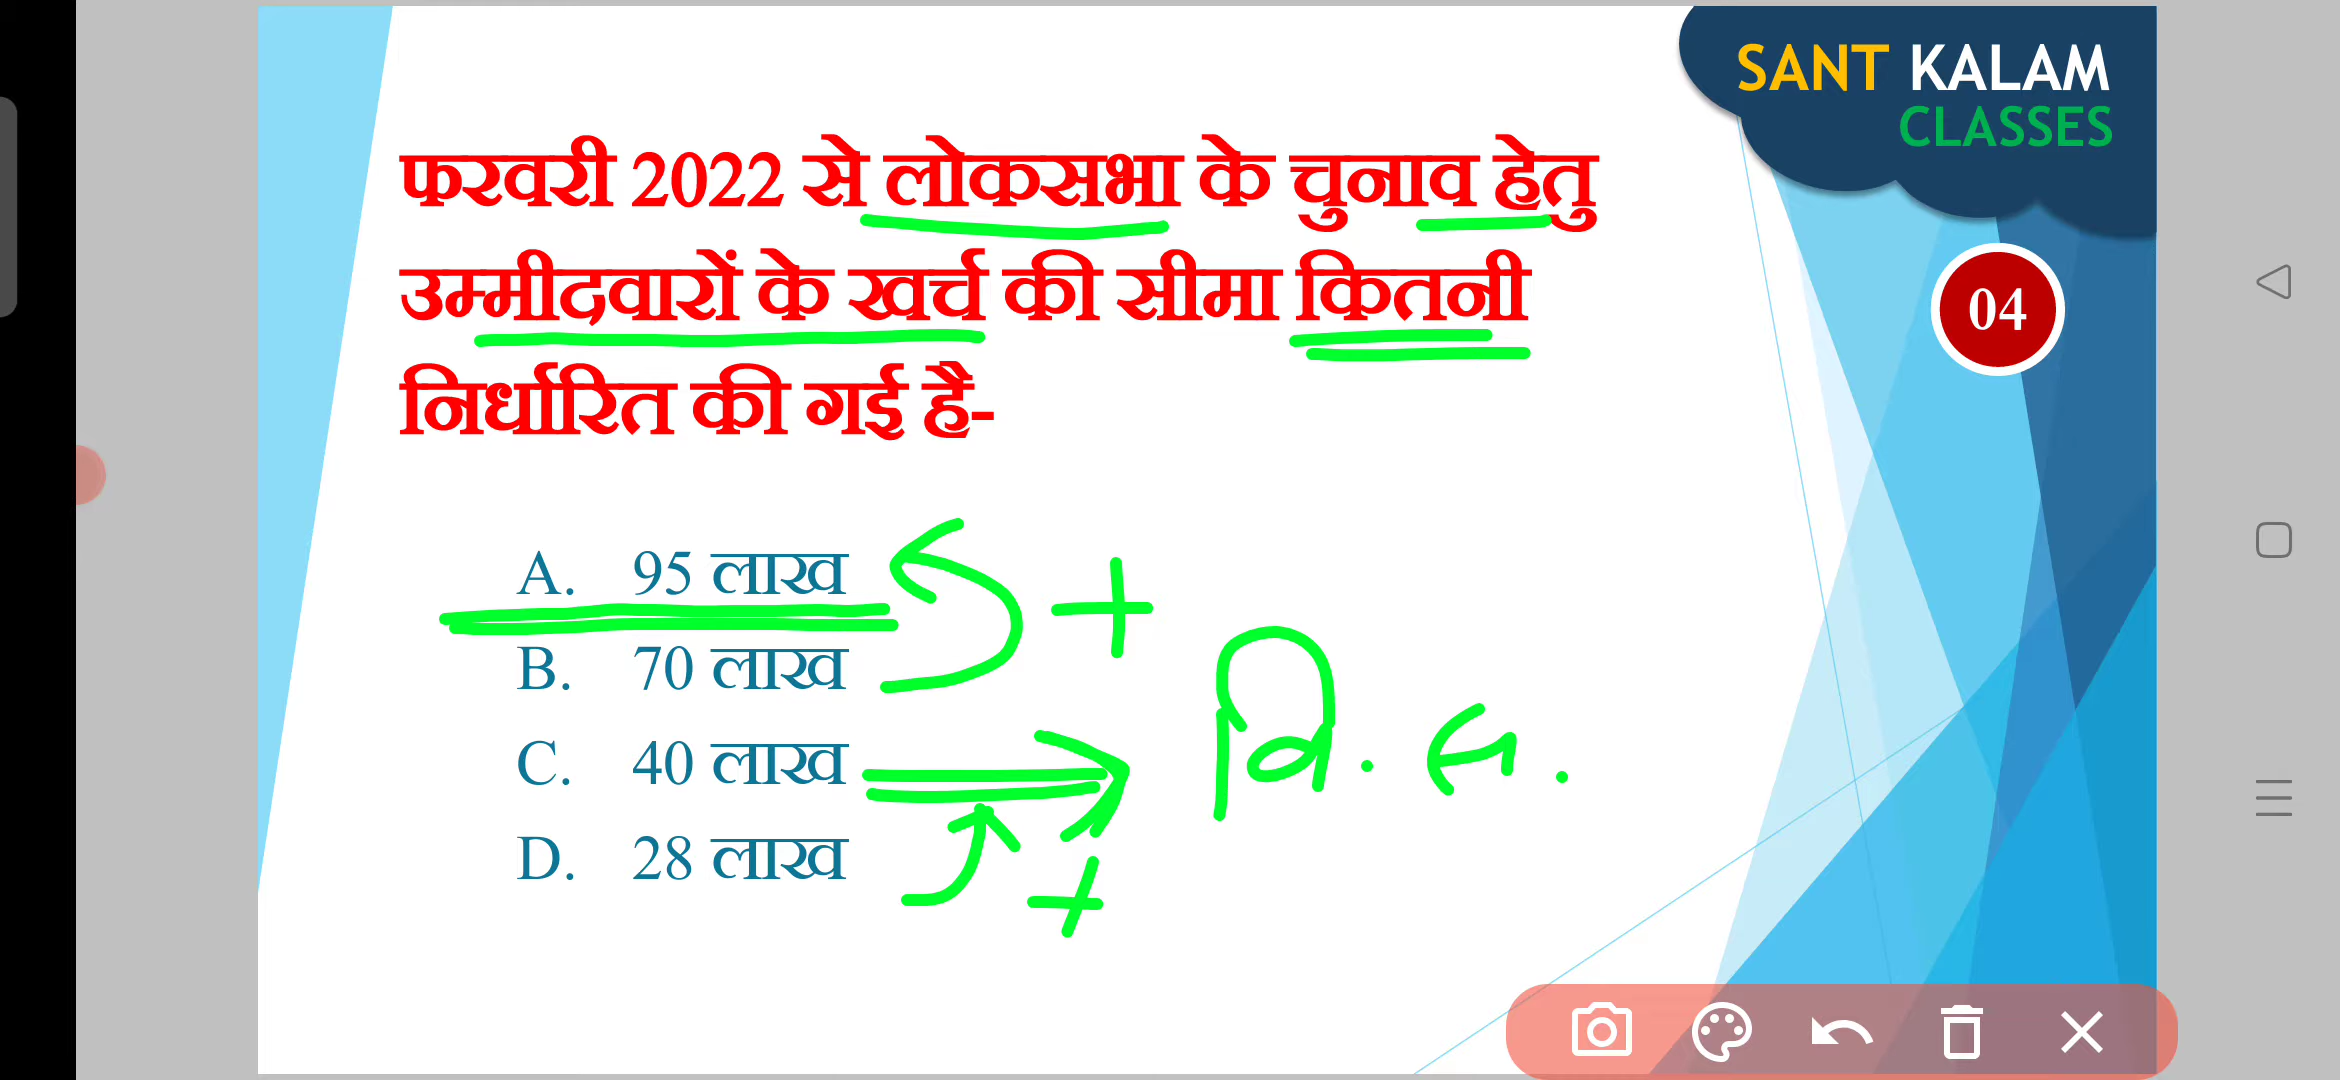 SANT KALAM
CLASSES
फरवरी 2022 से लोकसभा के चुनाव हेतु
उम्मीदवारों के खर्च की सीमा कितनी
निर्धारित की गई है-
04
A. 95 लाख
B. 70 लाख
C. 40 लाख
D. 28 लाख